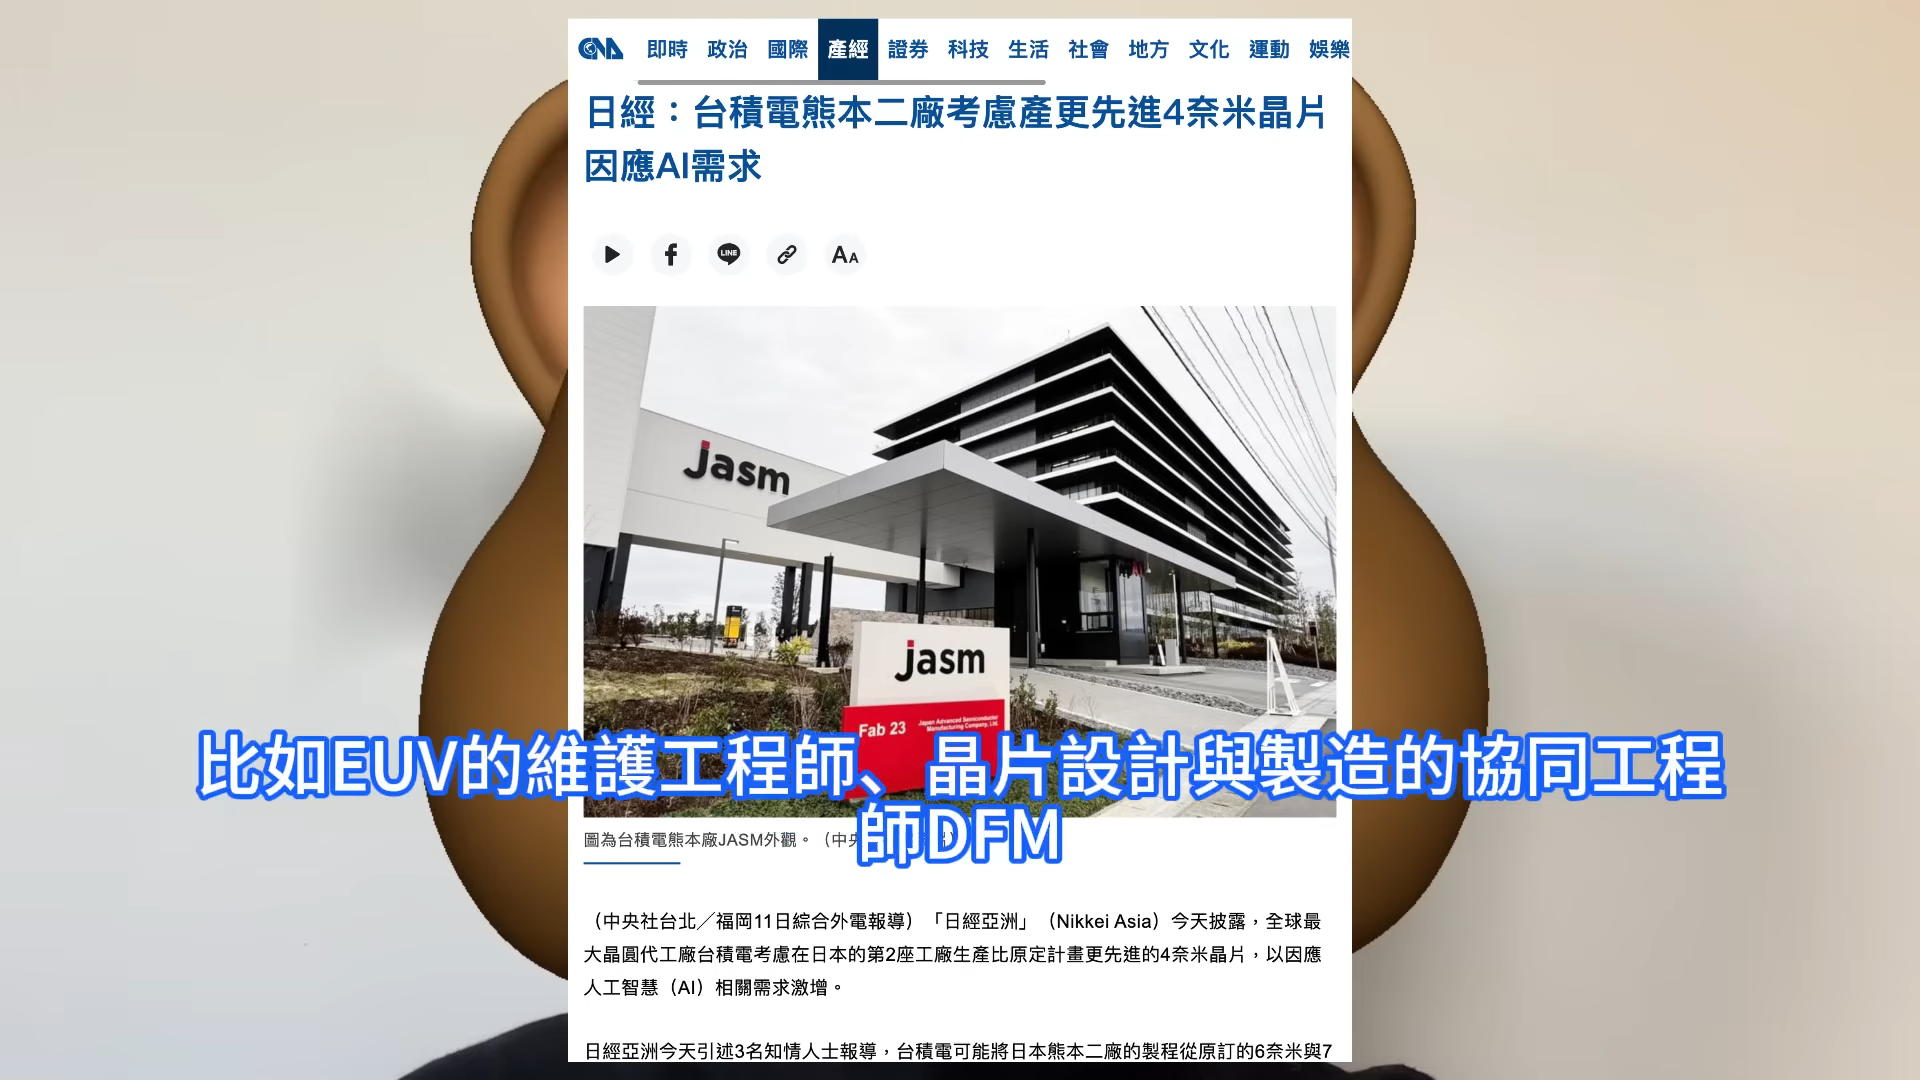 CNA 即時 政治 國際 產經 證券 科技 生活 社會 地方 文化 運動 娛樂
日經：台積電熊本二廠考慮產更先進4奈米晶片
因應AI需求
LINE
AA
jasm
jasm
Fab 23 Japan Advanced Semiconductor
Manufacturing Company, Ltd.
比如EUV的維護工程師、晶片設計與製造的協同工程
師DFM
圖為台積電熊本廠JASM外觀。（中央
（中央社台北／福岡11日綜合外電報導）「日經亞洲」（Nikkei Asia）今天披露，全球最
大晶圓代工廠台積電考慮在日本的第2座工廠生產比原定計畫更先進的4奈米晶片，以因應
人工智慧（AI）相關需求激增。
日經亞洲今天引述3名知情人士報導，台積電可能將日本熊本二廠的製程從原訂的6奈米與7